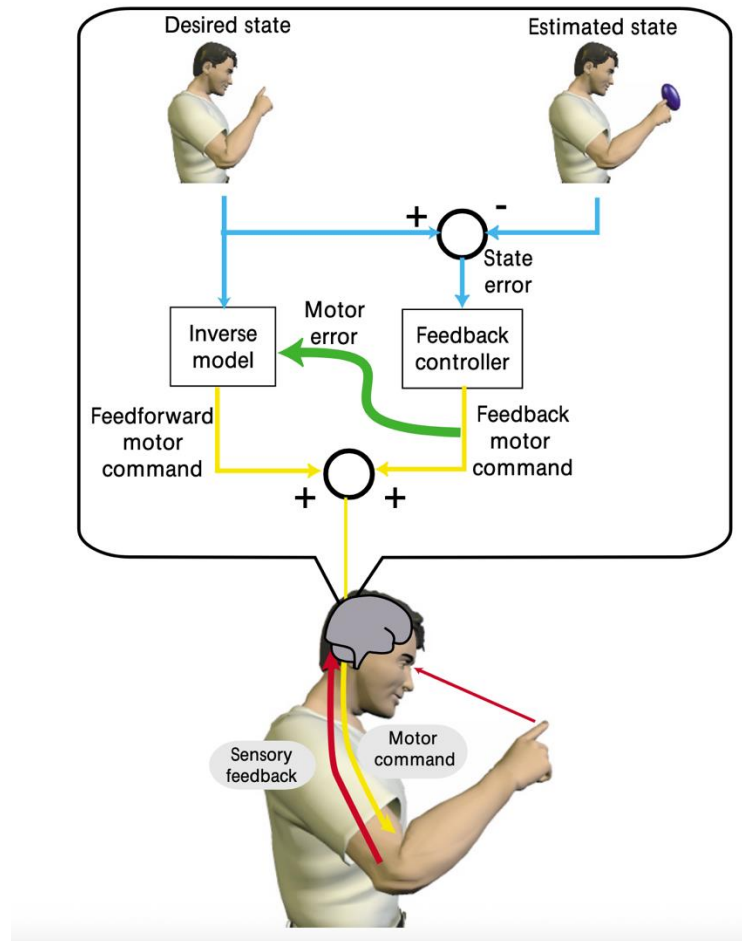 Desired state
Estimated state
+
-
State
error
Motor
error
Inverse
model
Feedback
controller
Feedforward
motor
command
Feedback
motor
command
+
+
Sensory
feedback
Motor
command